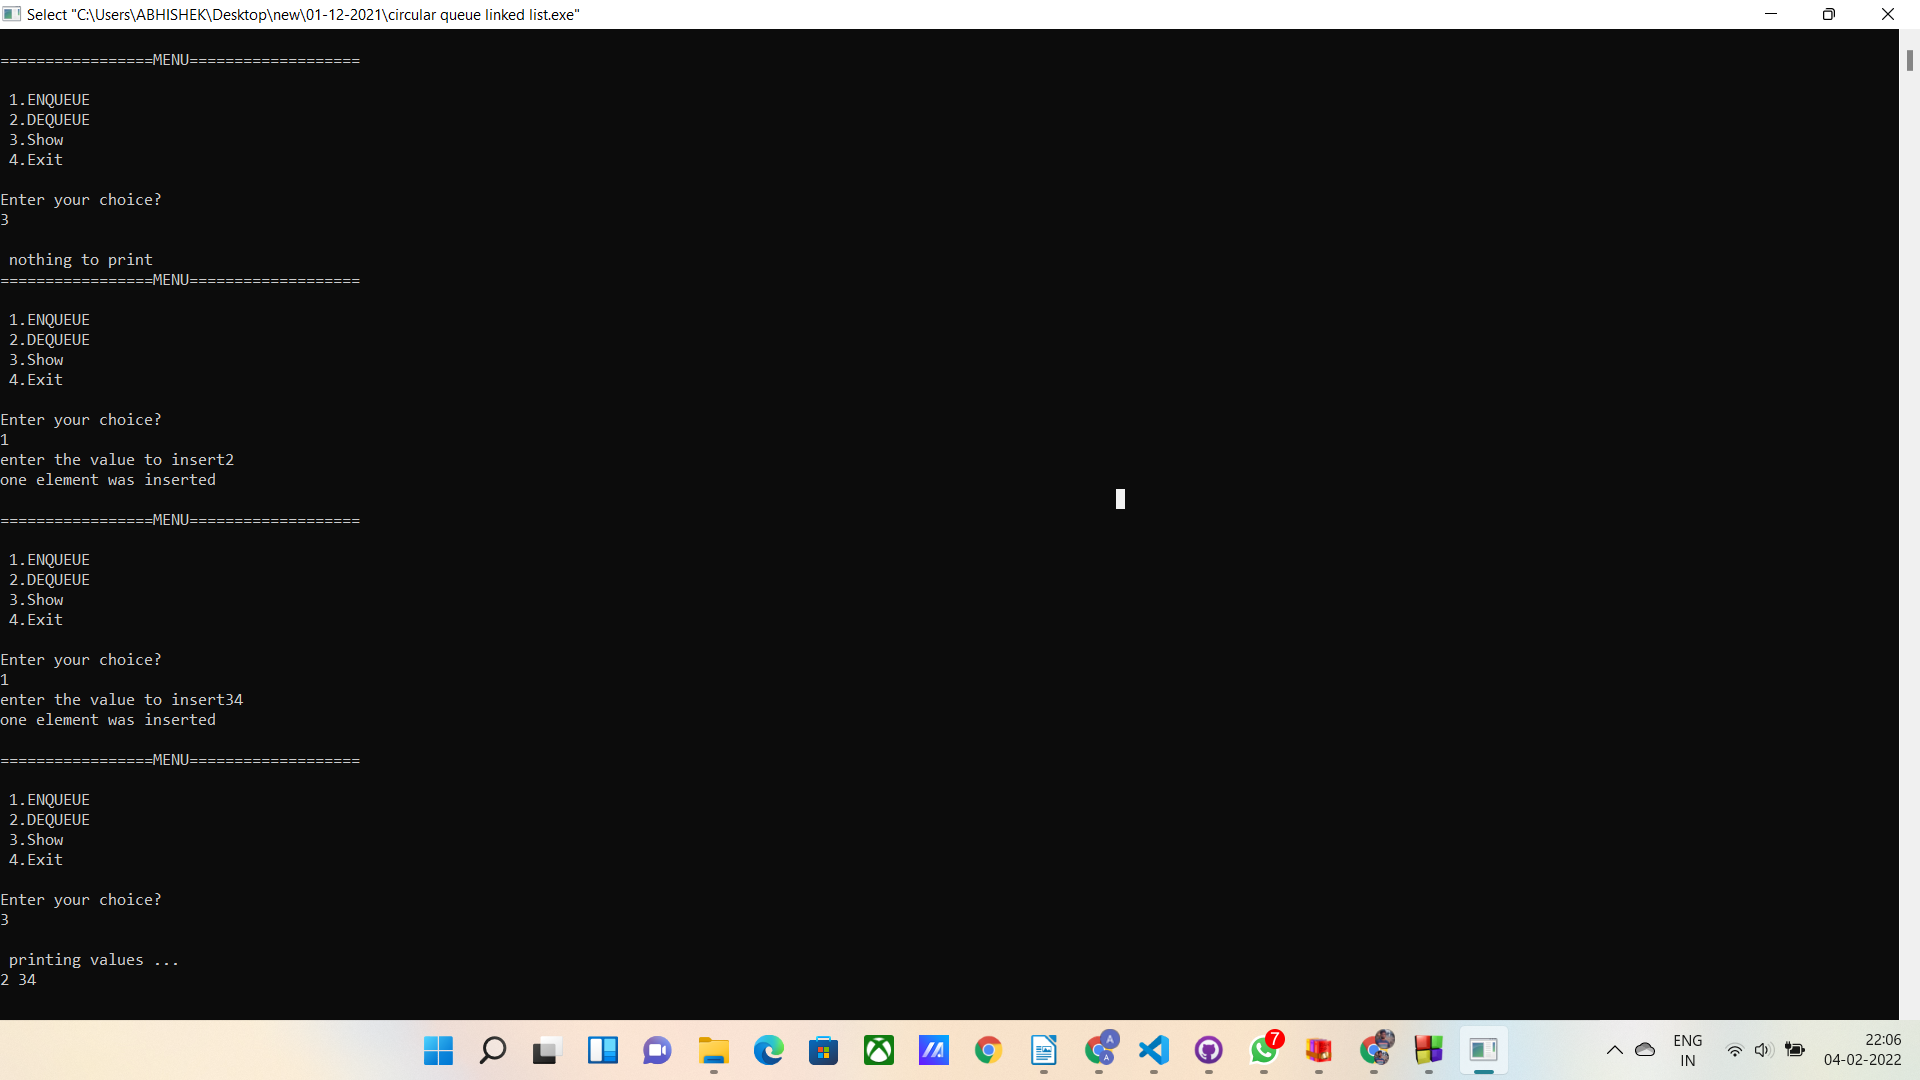 Select "C:\Users\ABHISHEK\Desktop\new\01-12-2021\circular queue linked list.exe"
=================MENU===================
1.ENQUEUE
2.DEQUEUE
3.Show
4.Exit
Enter your choice?
3
nothing to print
=================MENU===================
1.ENQUEUE
2.DEQUEUE
3.Show
4.Exit
Enter your choice?
1
enter the value to insert2
one element was inserted
=================MENU===================
1.ENQUEUE
2.DEQUEUE
3.Show
4.Exit
Enter your choice?
1
enter the value to insert34
one element was inserted
=================MENU===================
1.ENQUEUE
2.DEQUEUE
3.Show
4.Exit
Enter your choice?
3
printing values ...
2 34
A
A
7
ENG
IN
22:06
04-02-2022